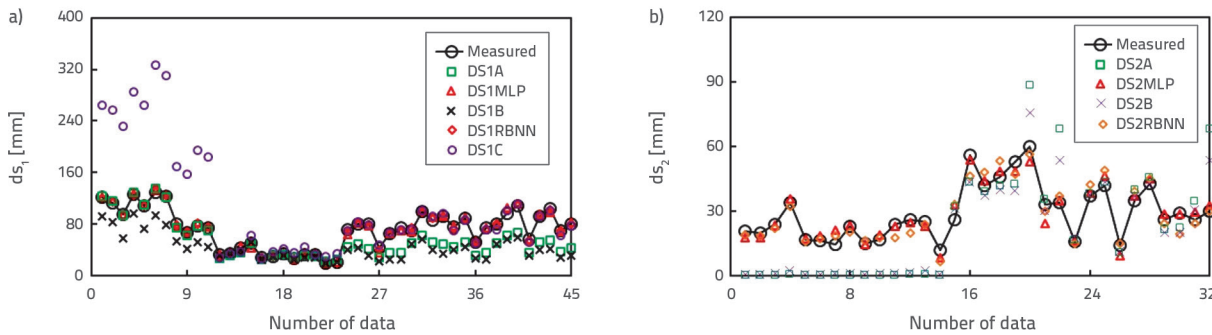 a)
400
320
240
160
80
0
ds1 [mm]
0 9 18 27 36 45
Number of data
Measured
DS1A
DS1MLP
DS1B
DS1RBNN
DS1C
b)
120
90
60
30
0
ds2 [mm]
0 8 16 24 32
Number of data
Measured
DS2A
DS2MLP
DS2B
DS2RBNN